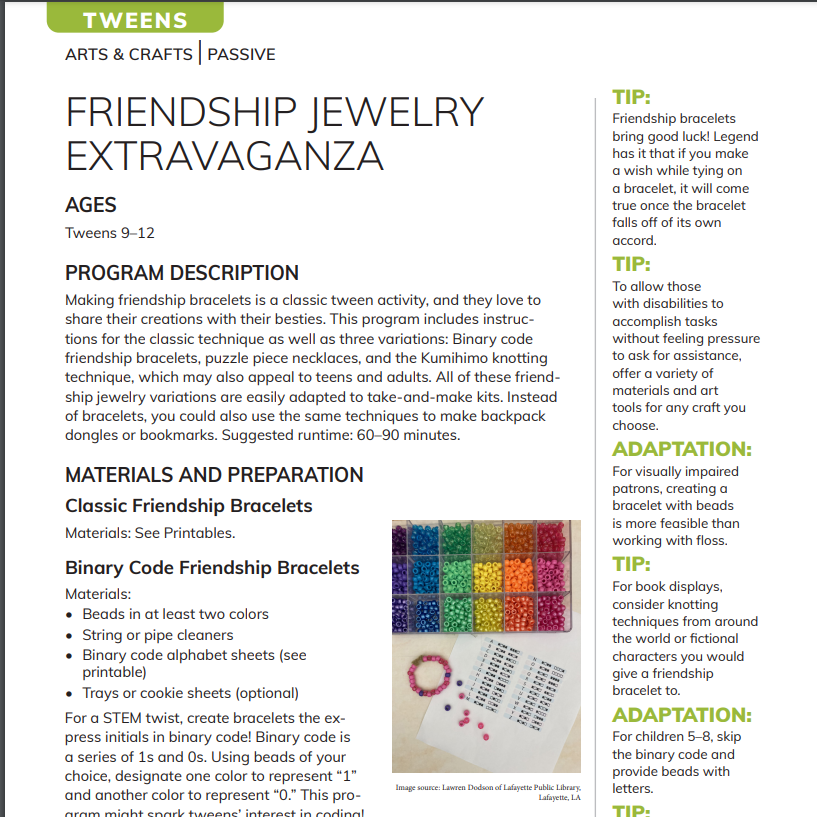 TWEENS
ARTS & CRAFTS | PASSIVE
FRIENDSHIP JEWELRY
EXTRAVAGANZA
AGES
Tweens 9–12
PROGRAM DESCRIPTION
Making friendship bracelets is a classic tween activity, and they love to
share their creations with their besties. This program includes instruc-
tions for the classic technique as well as three variations: Binary code
friendship bracelets, puzzle piece necklaces, and the Kumihimo knotting
technique, which may also appeal to teens and adults. All of these friend-
ship jewelry variations are easily adapted to take-and-make kits. Instead
of bracelets, you could also use the same techniques to make backpack
dongles or bookmarks. Suggested runtime: 60–90 minutes.
MATERIALS AND PREPARATION
Classic Friendship Bracelets
Materials: See Printables.
Binary Code Friendship Bracelets
Materials:
• Beads in at least two colors
• String or pipe cleaners
• Binary code alphabet sheets (see
printable)
• Trays or cookie sheets (optional)
For a STEM twist, create bracelets the ex-
press initials in binary code! Binary code is
a series of 1s and 0s. Using beads of your
choice, designate one color to represent “1”
and another color to represent “0.” This pro-
gram might spark tweens’ interest in coding!
Image source: Lawren Dodson of Lafayette Public Library,
Lafayette, LA
TIP:
Friendship bracelets
bring good luck! Legend
has it that if you make
a wish while tying on
a bracelet, it will come
true once the bracelet
falls off of its own
accord.
TIP:
To allow those
with disabilities to
accomplish tasks
without feeling pressure
to ask for assistance,
offer a variety of
materials and art
tools for any craft you
choose.
ADAPTATION:
For visually impaired
patrons, creating a
bracelet with beads
is more feasible than
working with floss.
TIP:
For book displays,
consider knotting
techniques from around
the world or fictional
characters you would
give a friendship
bracelet to.
ADAPTATION:
For children 5–8, skip
the binary code and
provide beads with
letters.
TIP: